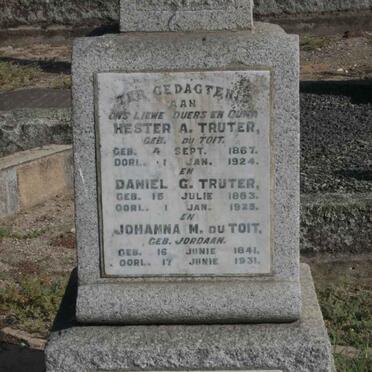 TER GEDAGTENIS
AAN
ONS LIEWE OUERS EN OUMA
HESTER A. TRUTER,
GEB. DU TOIT.
GEB. 4 SEPT. 1867.
OORL. 1 JAN. 1924.
EN
DANIEL G. TRUTER,
GEB. 15 JULIE 1863.
OORL. 1 JAN. 1925.
EN
JOHANNA M. DU TOIT,
GEB. JORDAAN.
GEB. 16 JUNIE 1841.
OORL. 17 JUNIE 1931.